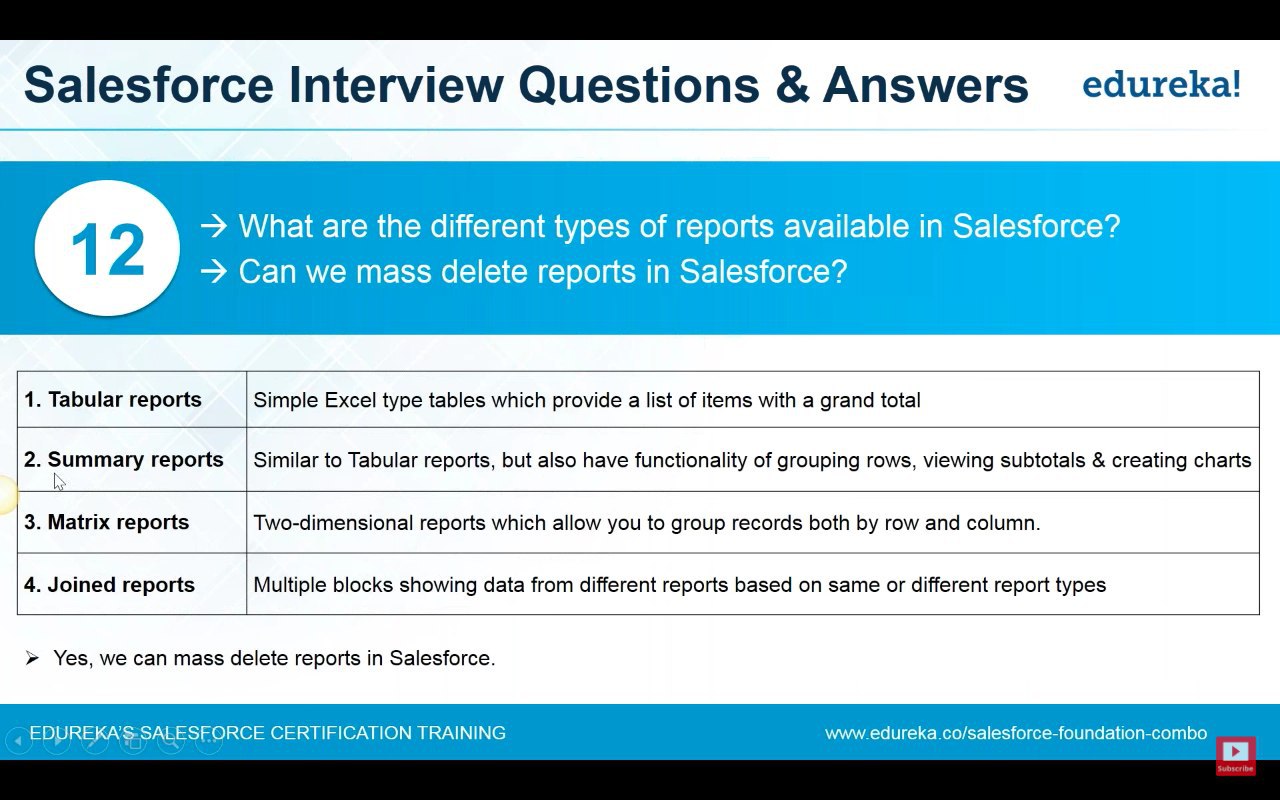 Salesforce Interview Questions & Answers
edureka!
12
→ What are the different types of reports available in Salesforce?
→ Can we mass delete reports in Salesforce?
1. Tabular reports
Simple Excel type tables which provide a list of items with a grand total
2. Summary reports
Similar to Tabular reports, but also have functionality of grouping rows, viewing subtotals & creating charts
3. Matrix reports
Two-dimensional reports which allow you to group records both by row and column.
4. Joined reports
Multiple blocks showing data from different reports based on same or different report types
➢ Yes, we can mass delete reports in Salesforce.
EDUREKA'S SALESFORCE CERTIFICATION TRAINING
www.edureka.co/salesforce-foundation-combo
Subscribe